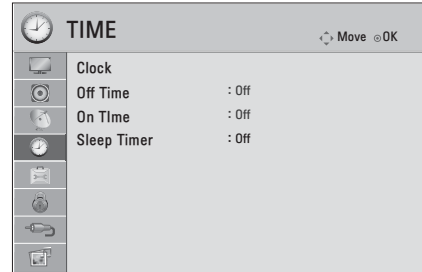 TIME
Move OK
Clock
Off Time : Off
On TIme : Off
Sleep Timer : Off